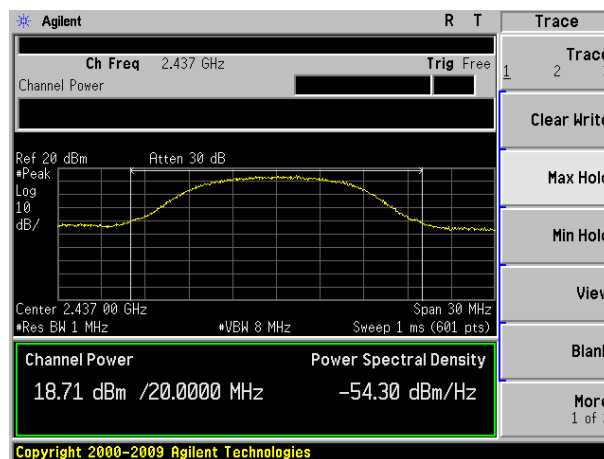 Agilent R T Trace
Ch Freq 2.437 GHz Trig Free
Channel Power
Trace
1 2
Clear Write
Ref 20 dBm Atten 30 dB
#Peak
Log
10
dB/
Max Hold
Min Hold
Center 2.437 00 GHz Span 30 MHz
#Res BW 1 MHz #VBW 8 MHz Sweep 1 ms (601 pts)
View
Channel Power Power Spectral Density
18.71 dBm /20.0000 MHz -54.30 dBm/Hz
Blank
More
1 of
Copyright 2000-2009 Agilent Technologies